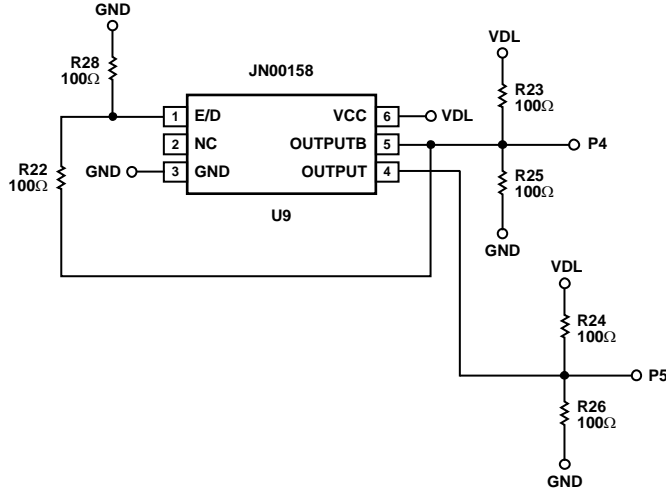 GND
R28
100Ω
JN00158
VDL
R23
100Ω
1 E/D
VCC 6
VDL
2 NC
OUTPUTB 5
P4
R22
100Ω
GND
3 GND
OUTPUT 4
R25
100Ω
U9
GND
VDL
R24
100Ω
P5
R26
100Ω
GND